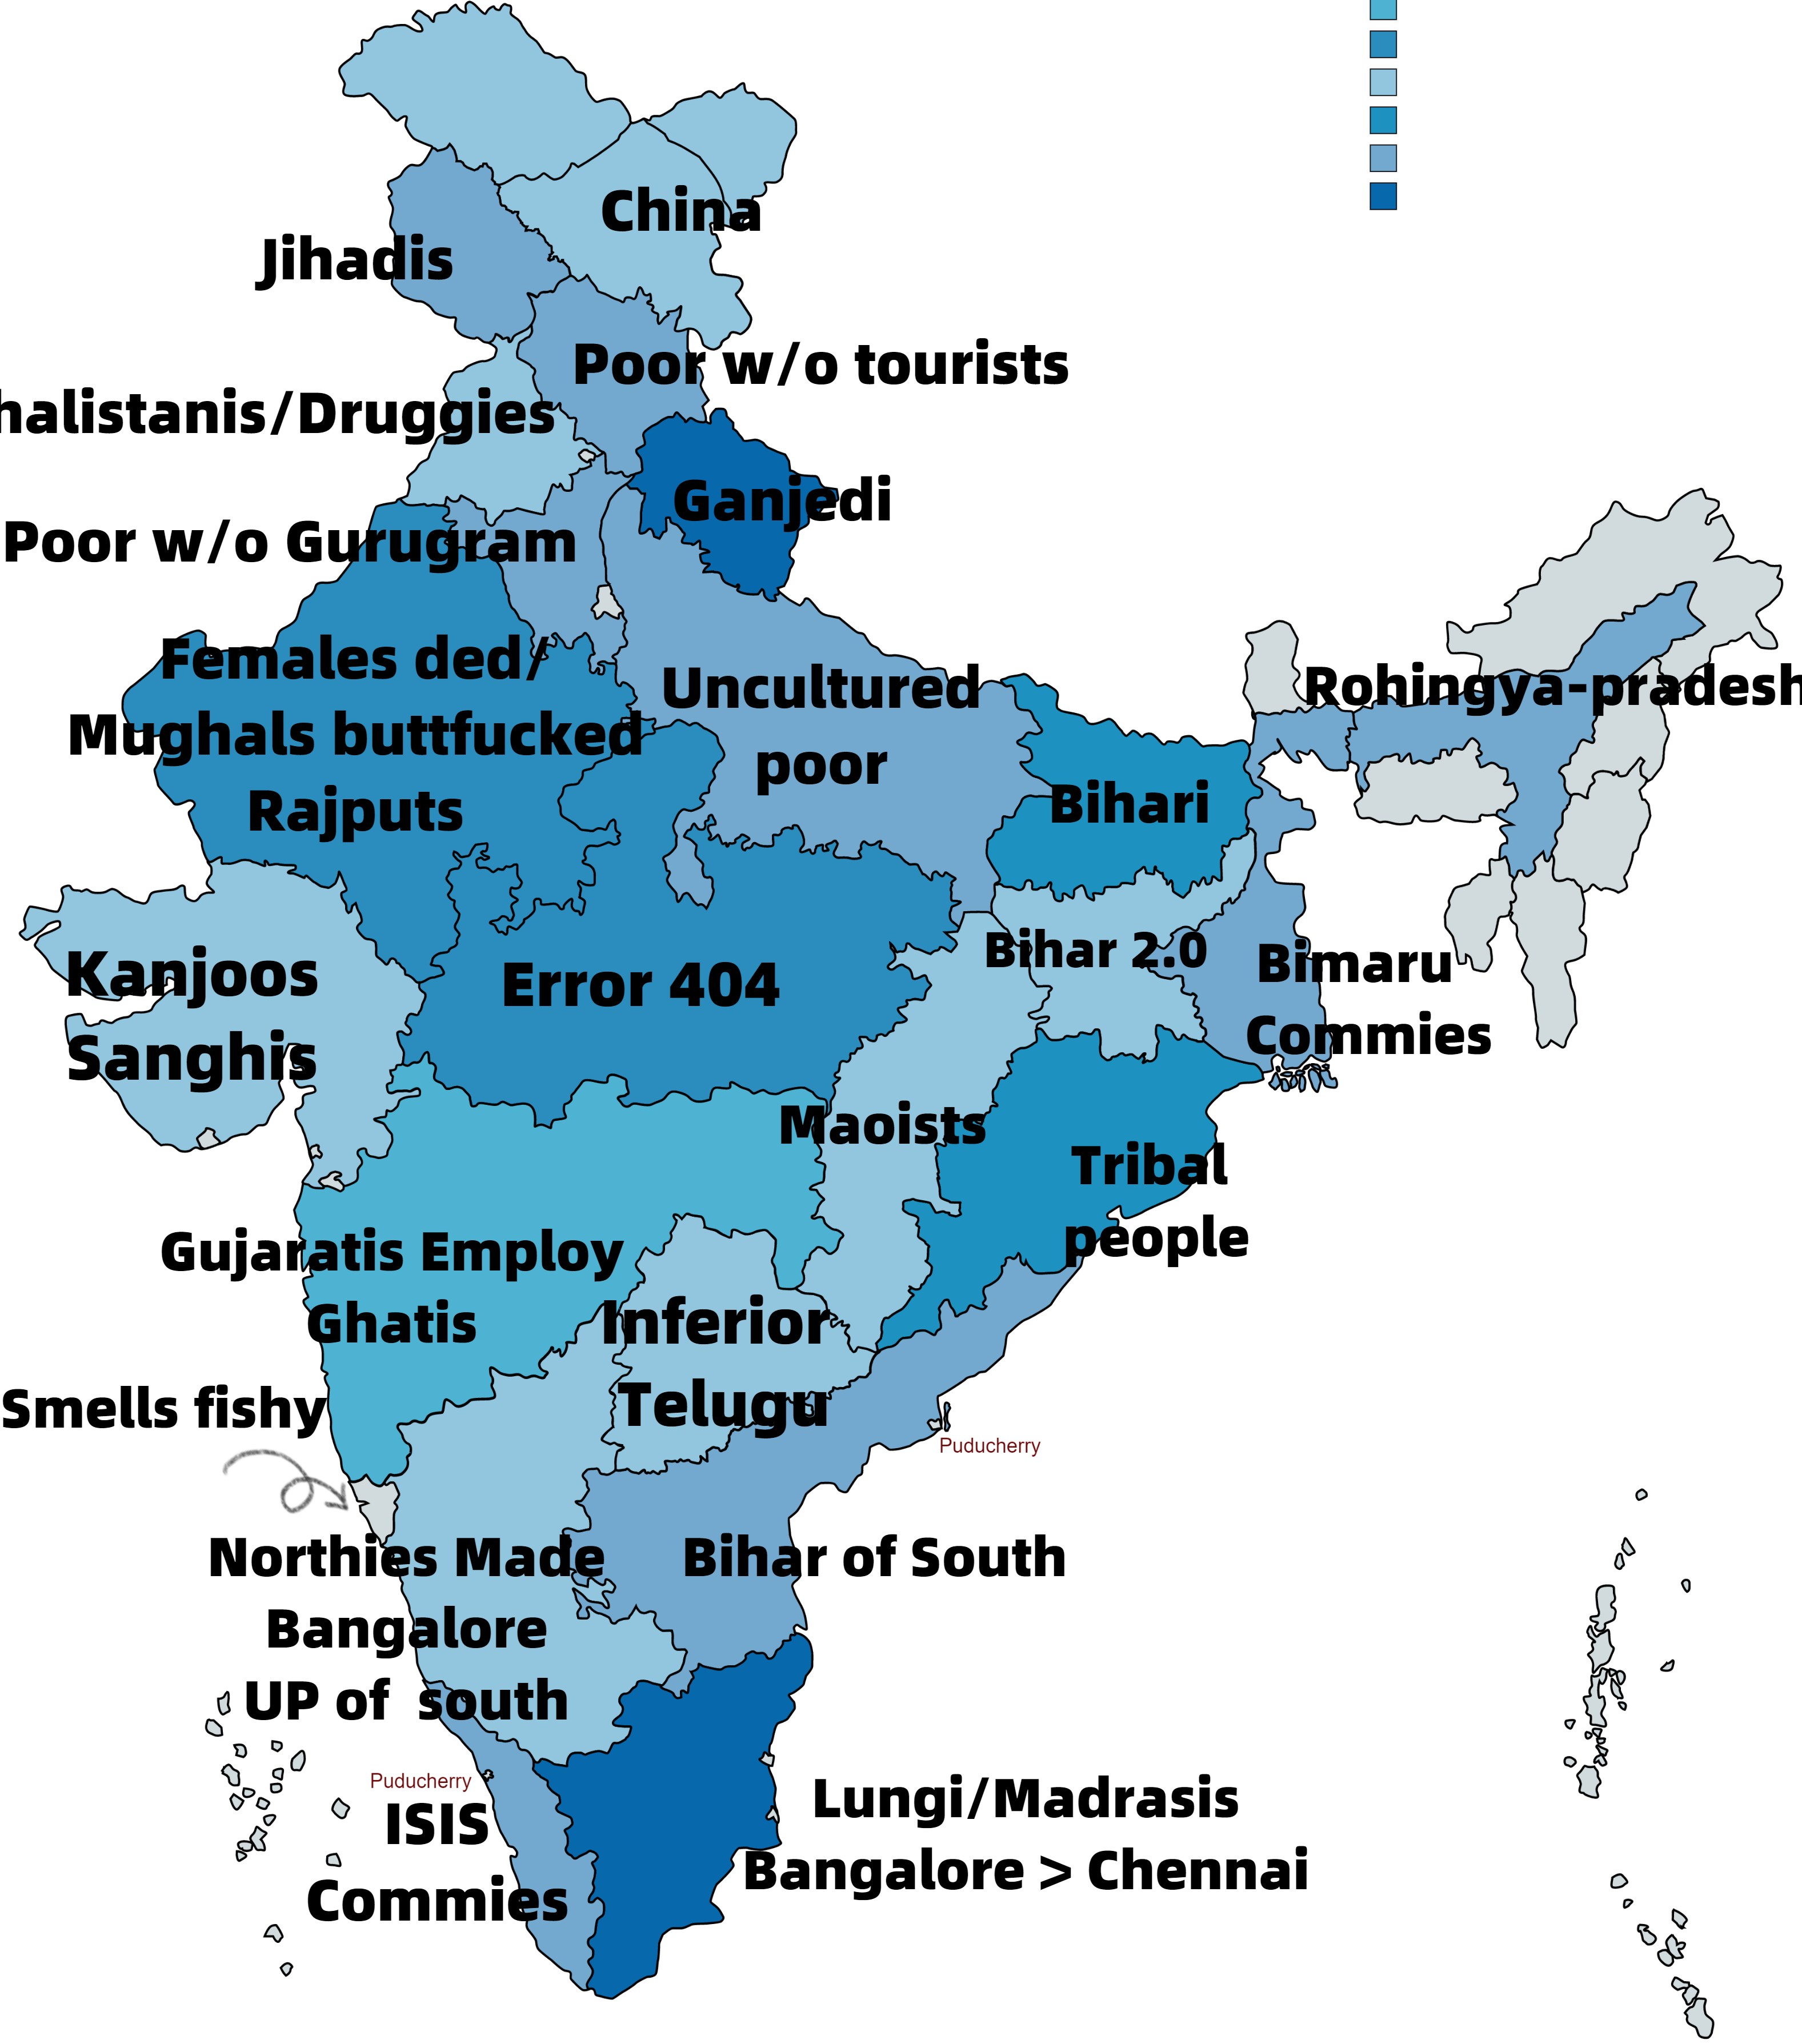 China
Jihadis
Poor w/o tourists
halistanis/Druggies
Ganjedi
Poor w/o Gurugram
Females ded/
Mughals buttfucked
Rajputs
Uncultured
poor
Rohingya-pradesh
Bihari
Kanjoos
Sanghis
Error 404
Bihar 2.0
Bimaru
Commies
Maoists
Tribal
people
Gujaratis Employ
Ghatis
Inferior
Telugu
Smells fishy
Puducherry
Northies Made
Bangalore
UP of south
Bihar of South
Puducherry
ISIS
Commies
Lungi/Madrasis
Bangalore > Chennai